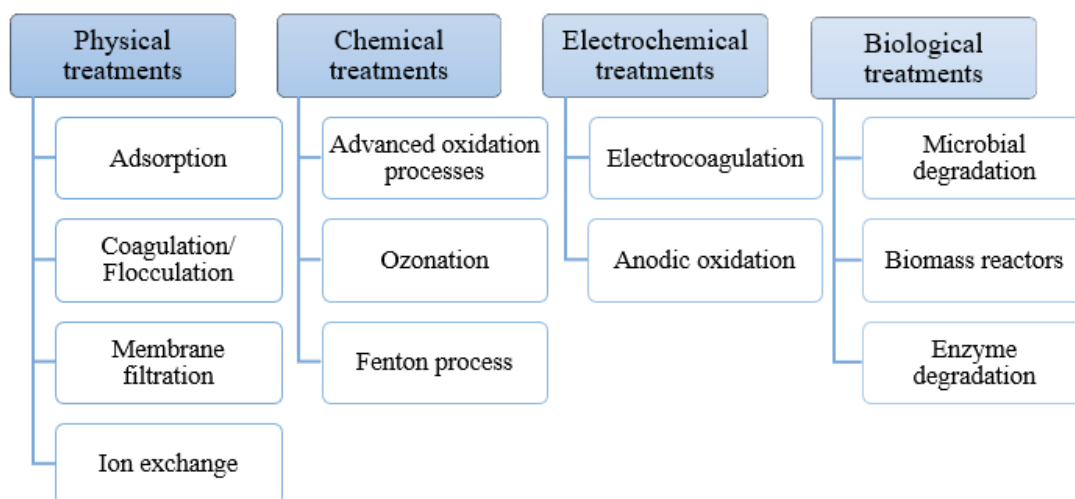 Physical
treatments
Adsorption
Coagulation/
Flocculation
Membrane
filtration
Ion exchange
Chemical
treatments
Advanced oxidation
processes
Ozonation
Fenton process
Electrochemical
treatments
Electrocoagulation
Anodic oxidation
Biological
treatments
Microbial
degradation
Biomass reactors
Enzyme
degradation